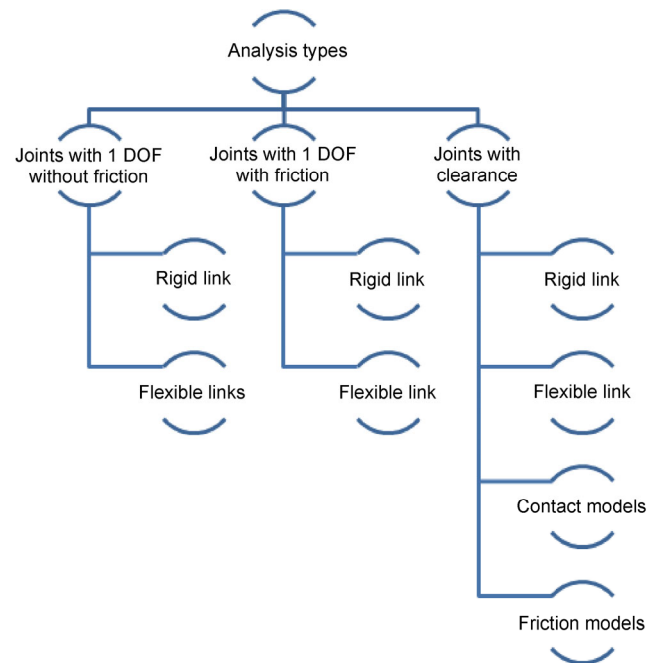 Analysis types
Joints with 1 DOF
without friction
Joints with 1 DOF
with friction
Joints with
clearance
Rigid link
Rigid link
Rigid link
Flexible links
Flexible link
Flexible link
Contact models
Friction models